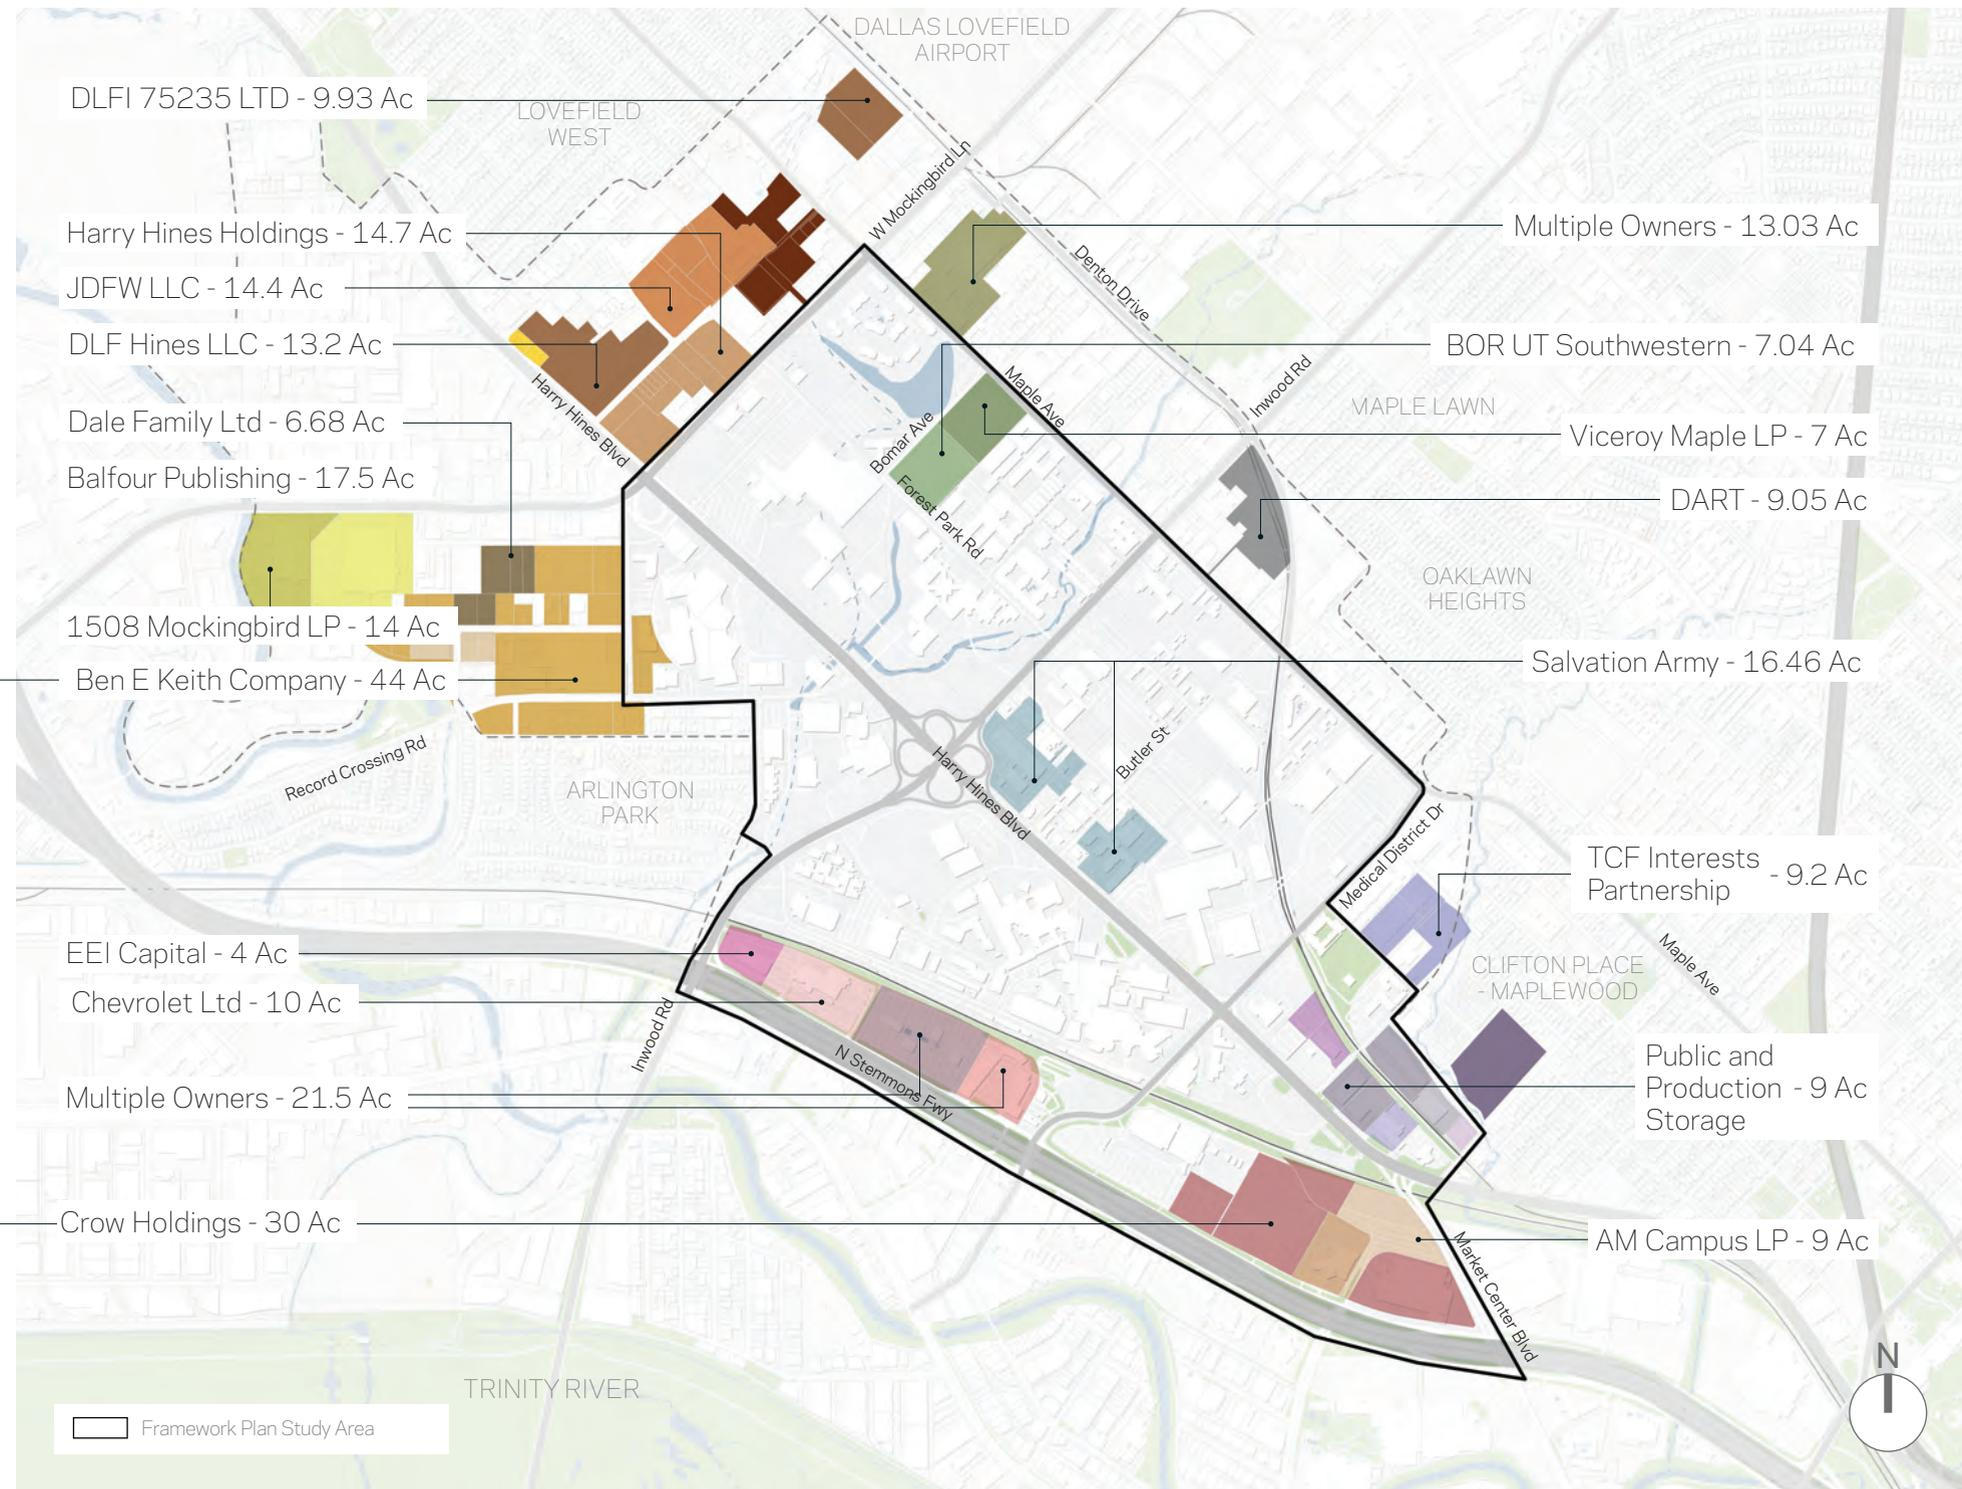 DALLAS LOVEFIELD
AIRPORT
DLFI 75235 LTD - 9.93 Ac
LOVEFIELD
WEST
W Mockingbird Ln
Harry Hines Holdings - 14.7 Ac
Multiple Owners - 13.03 Ac
JDFW LLC - 14.4 Ac
Denton Drive
DLF Hines LLC - 13.2 Ac
BOR UT Southwestern - 7.04 Ac
Inwood Rd
Maple Ave
Harry Hines Blvd
MAPLE LAWN
Dale Family Ltd - 6.68 Ac
Bomar Ave
Viceroy Maple LP - 7 Ac
Balfour Publishing - 17.5 Ac
Forest Park Rd
DART - 9.05 Ac
OAKLAWN
HEIGHTS
1508 Mockingbird LP - 14 Ac
Ben E Keith Company - 44 Ac
Salvation Army - 16.46 Ac
Record Crossing Rd
Butler St
Harry Hines Blvd
ARLINGTON
PARK
Medical District Dr
TCF Interests
Partnership - 9.2 Ac
EEI Capital - 4 Ac
CLIFTON PLACE
- MAPLEWOOD
Maple Ave
Chevrolet Ltd - 10 Ac
Inwood Rd
N Stemmons Fwy
Multiple Owners - 21.5 Ac
Public and
Production - 9 Ac
Storage
Crow Holdings - 30 Ac
AM Campus LP - 9 Ac
Market Center Blvd
TRINITY RIVER
N
Framework Plan Study Area